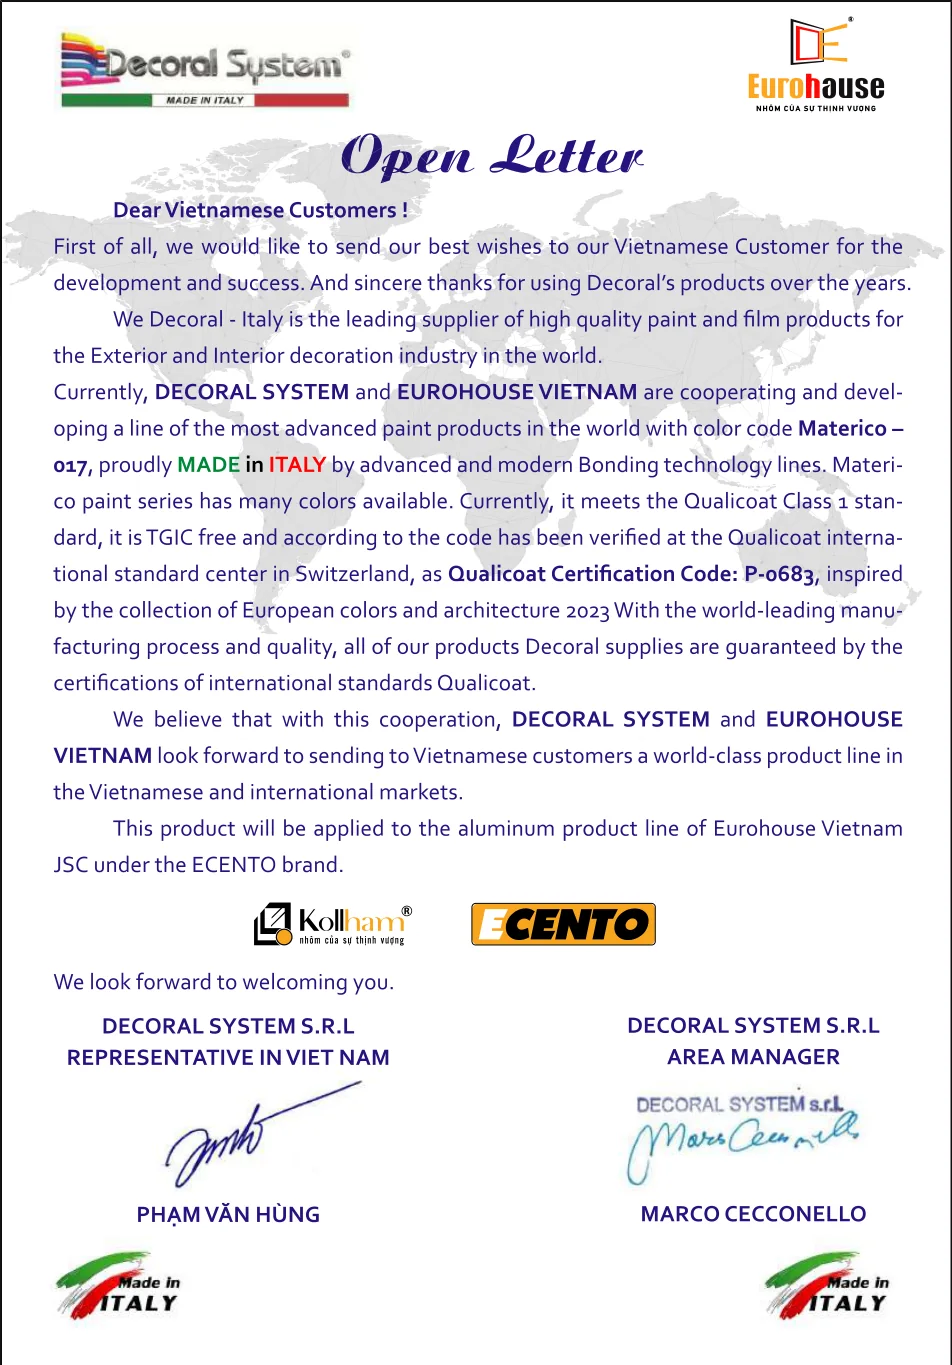 Decoral System®
MADE IN ITALY
Eurohause
NHÔM CỦA SỰ THỊNH VƯỢNG
Open Letter
Dear Vietnamese Customers !
First of all, we would like to send our best wishes to our Vietnamese Customer for the
development and success. And sincere thanks for using Decoral’s products over the years.
We Decoral - Italy is the leading supplier of high quality paint and film products for
the Exterior and Interior decoration industry in the world.
Currently, DECORAL SYSTEM and EUROHOUSE VIETNAM are cooperating and devel-
oping a line of the most advanced paint products in the world with color code Materico –
017, proudly MADE in ITALY by advanced and modern Bonding technology lines. Materi-
co paint series has many colors available. Currently, it meets the Qualicoat Class 1 stan-
dard, it is TGIC free and according to the code has been verified at the Qualicoat interna-
tional standard center in Switzerland, as Qualicoat Certification Code: P-0683, inspired
by the collection of European colors and architecture 2023 With the world-leading manu-
facturing process and quality, all of our products Decoral supplies are guaranteed by the
certifications of international standards Qualicoat.
We believe that with this cooperation, DECORAL SYSTEM and EUROHOUSE
VIETNAM look forward to sending to Vietnamese customers a world-class product line in
the Vietnamese and international markets.
This product will be applied to the aluminum product line of Eurohouse Vietnam
JSC under the ECENTO brand.
Kollham®
nhôm của sự thịnh vượng
ECENTO
We look forward to welcoming you.
DECORAL SYSTEM S.R.L
REPRESENTATIVE IN VIET NAM
DECORAL SYSTEM S.R.L
AREA MANAGER
DECORAL SYSTEM s.r.l.
PHẠM VĂN HÙNG
MARCO CECCONELLO
Made in
ITALY
Made in
ITALY